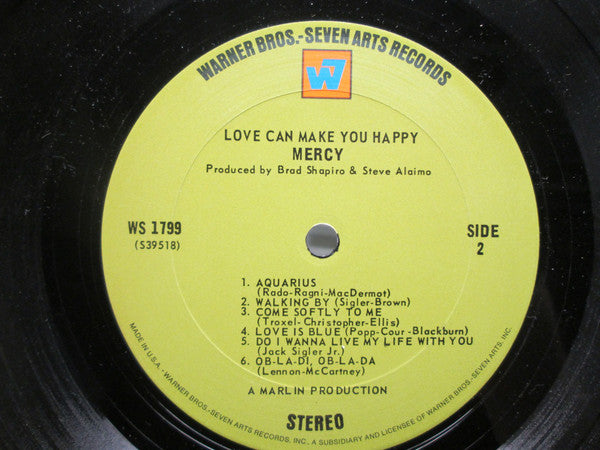 WARNER BROS.-SEVEN ARTS RECORDS
W7
LOVE CAN MAKE YOU HAPPY
MERCY
Produced by Brad Shapiro & Steve Alaimo
WS 1799
(S39518)
SIDE
2
1. AQUARIUS
(Rado-Ragni-MacDermot)
2. WALKING BY (Sigler-Brown)
3. COME SOFTLY TO ME
(Troxel-Christopher-Ellis)
4. LOVE IS BLUE (Popp-Cour-Blackburn)
5. DO I WANNA LIVE MY LIFE WITH YOU
(Jack Sigler Jr.)
6. OB-LA-DI, OB-LA-DA
(Lennon-McCartney)
A MARLIN PRODUCTION
STEREO
MADE IN U.S.A. - WARNER BROS.-SEVEN ARTS RECORDS, INC., A SUBSIDIARY AND LICENSEE OF WARNER BROS.-SEVEN ARTS, INC.